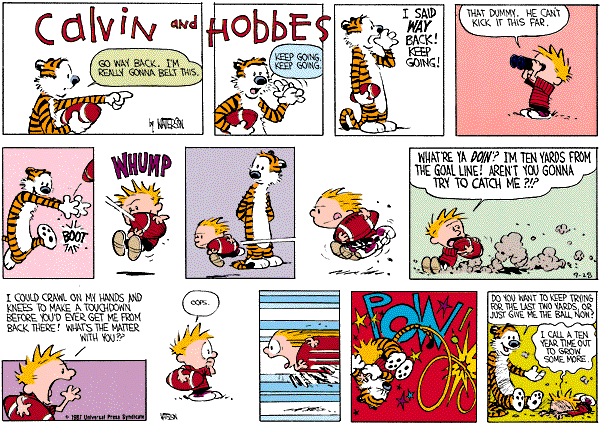 Calvin and Hobbes
GO WAY BACK. I'M
REALLY GONNA BELT THIS.
by WATTERSON
KEEP GOING.
KEEP GOING.
I SAID
WAY
BACK!
KEEP
GOING!
THAT DUMMY. HE CAN'T
KICK IT THIS FAR.
BOOT
WHUMP
WHAT'RE YA DOIN'? I'M TEN YARDS FROM
THE GOAL LINE! AREN'T YOU GONNA
TRY TO CATCH ME?!?
9-28
I COULD CRAWL ON MY HANDS AND
KNEES TO MAKE A TOUCHDOWN
BEFORE YOU'D EVER GET ME FROM
BACK THERE! WHAT'S THE MATTER
WITH YOU??
© 1987 Universal Press Syndicate
OOPS.
WATTERSON
POW!!
DO YOU WANT TO KEEP TRYING
FOR THE LAST TWO YARDS, OR
JUST GIVE ME THE BALL NOW?
I CALL A TEN
YEAR TIME OUT
TO GROW
SOME MORE.